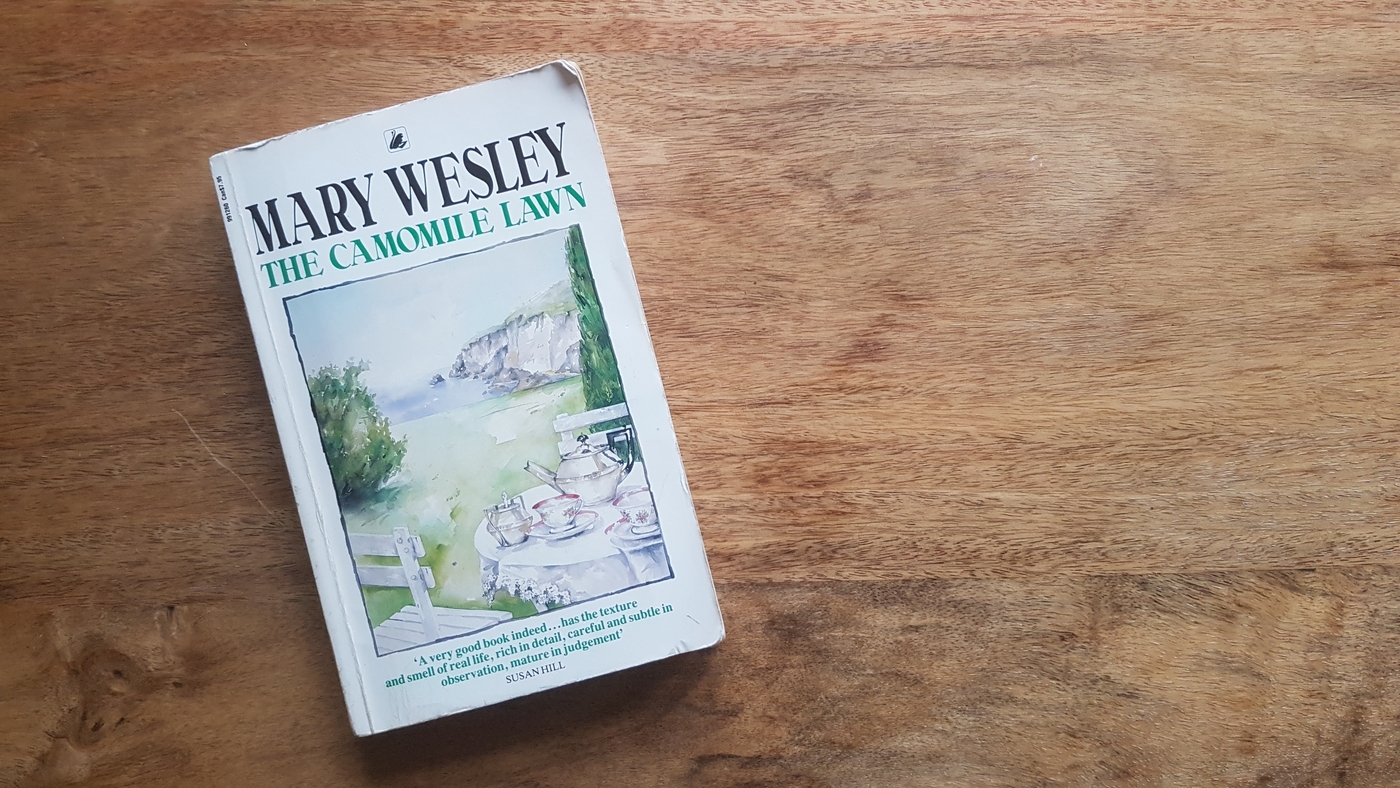 MARY WESLEY
THE CAMOMILE LAWN
‘A very good book indeed...has the texture
and smell of real life, rich in detail, careful and subtle in
observation, mature in judgement’
SUSAN HILL